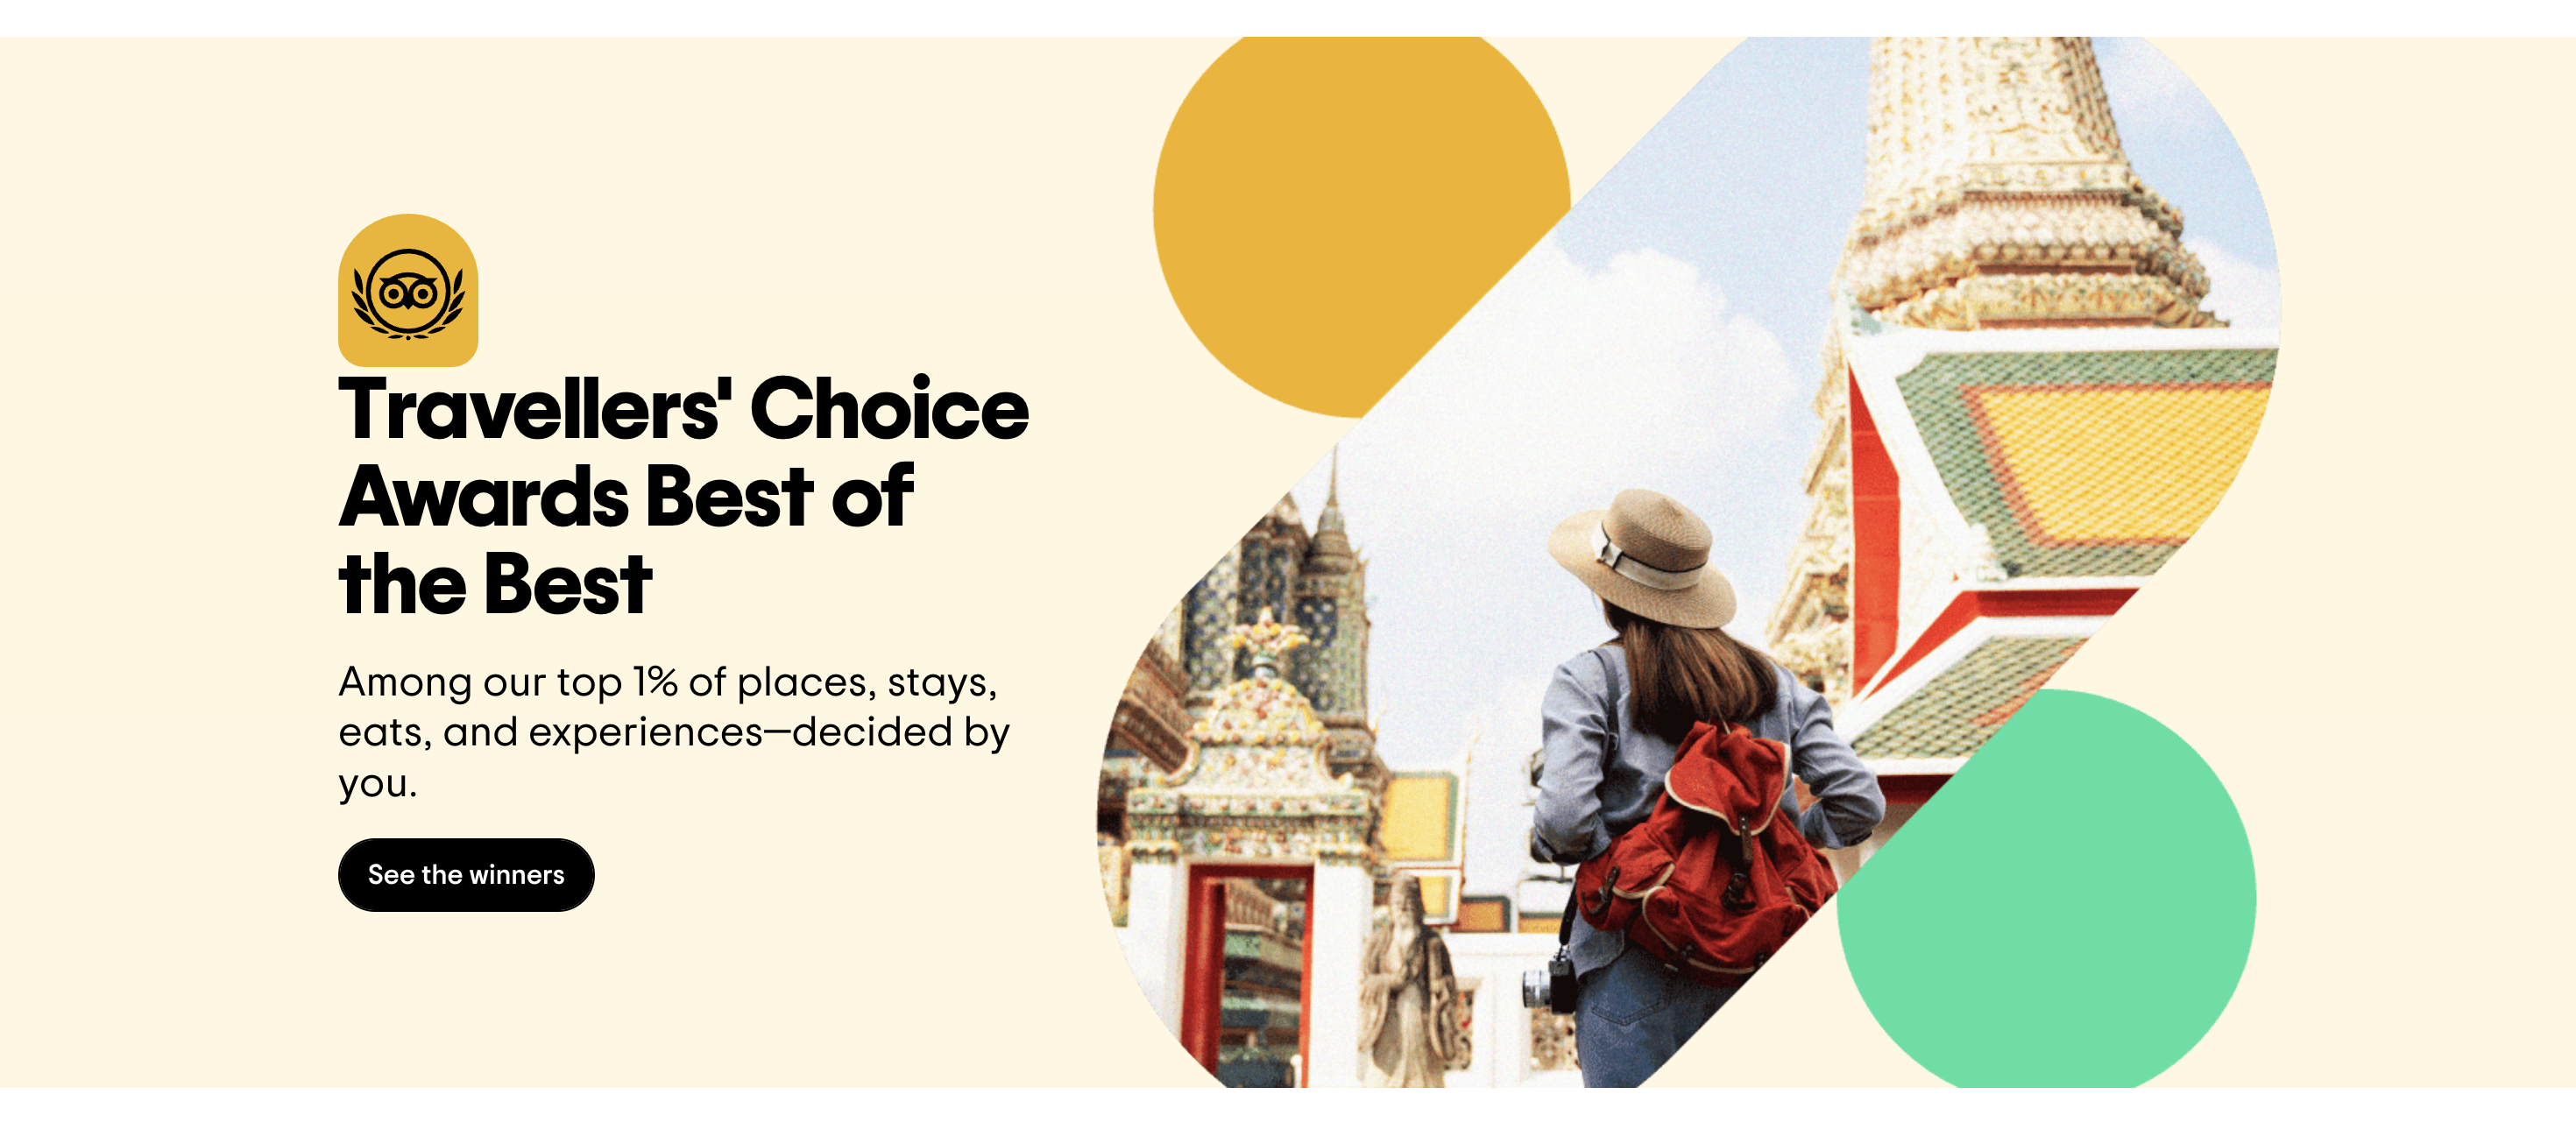 Travellers' Choice
Awards Best of
the Best
Among our top 1% of places, stays,
eats, and experiences—decided by
you.
See the winners